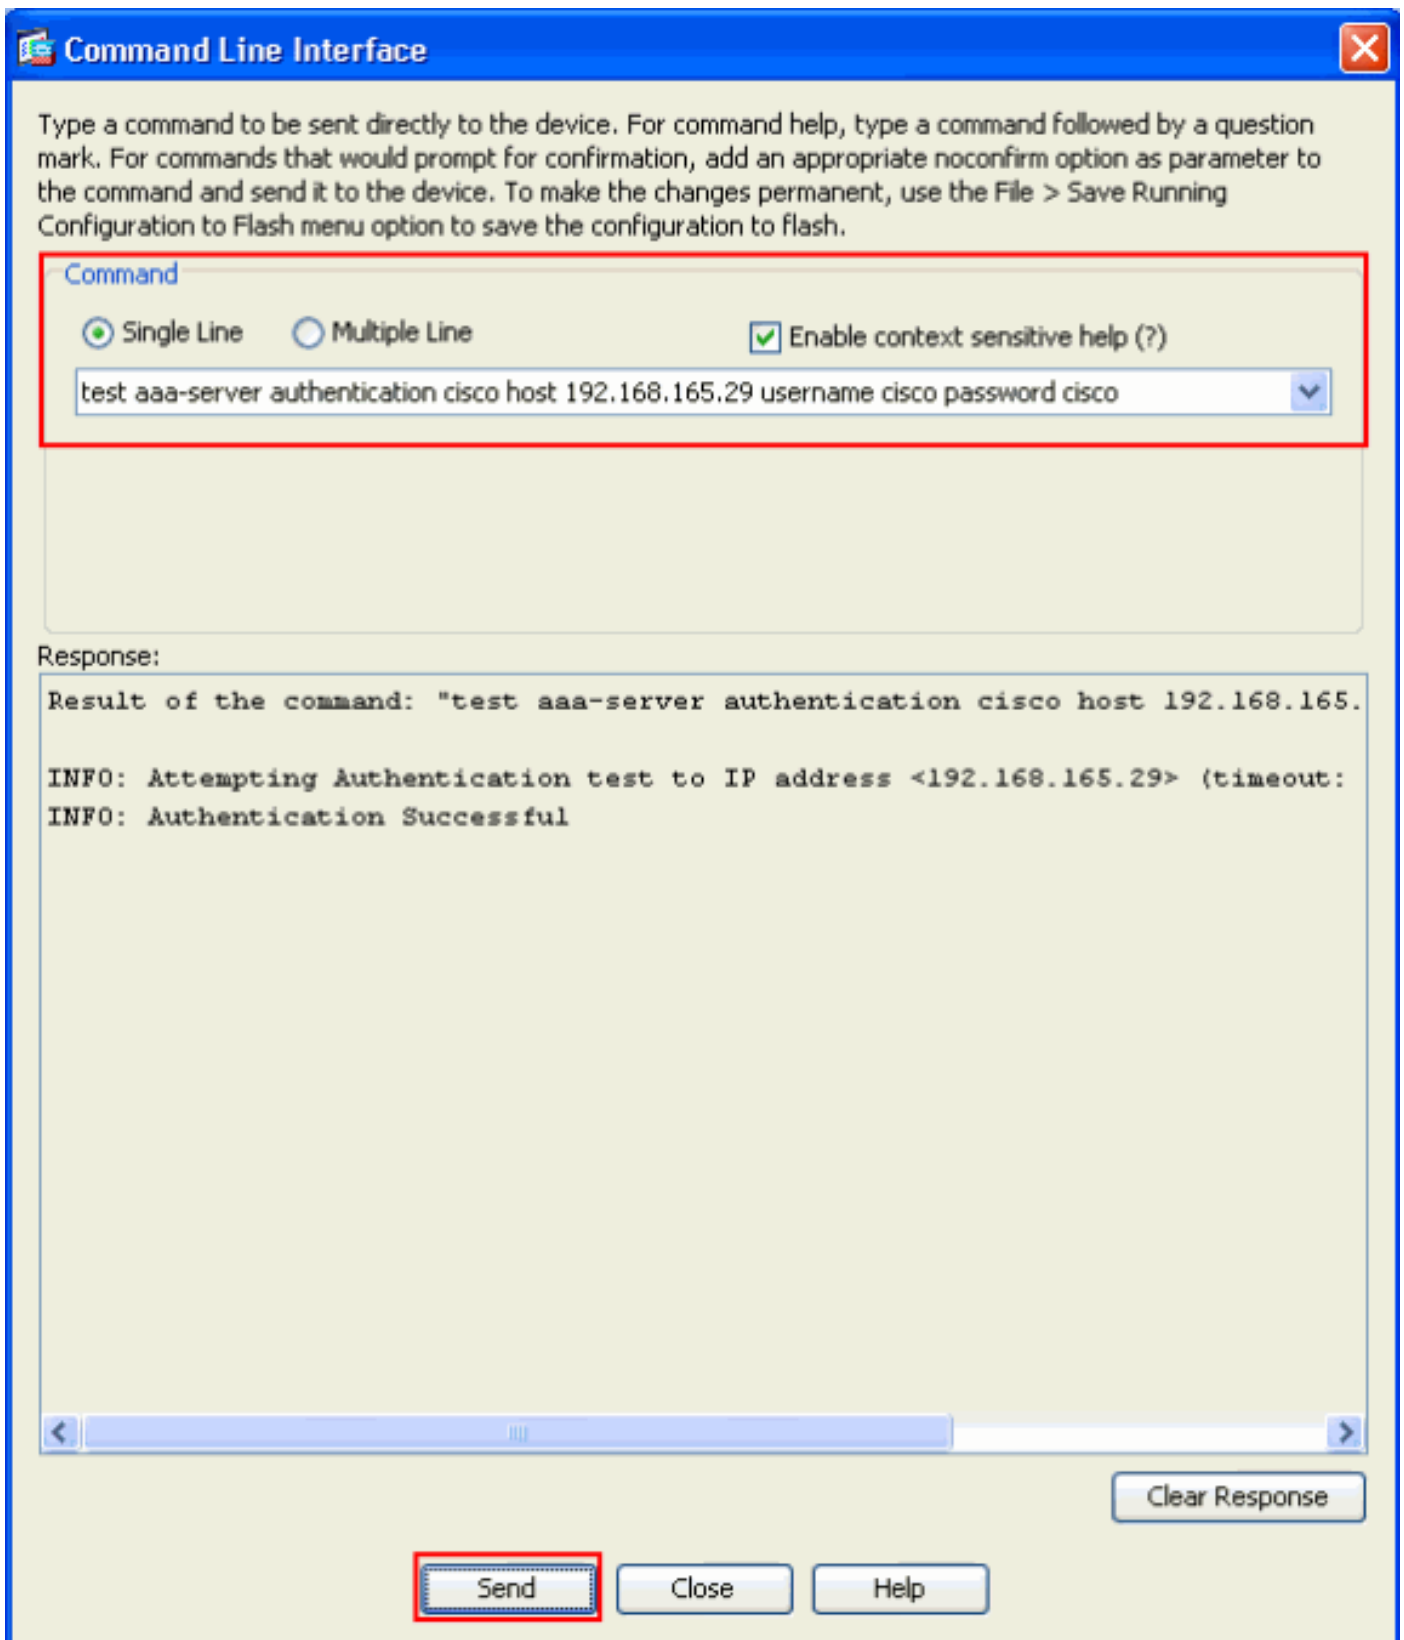 Command Line Interface
Type a command to be sent directly to the device. For command help, type a command followed by a question
mark. For commands that would prompt for confirmation, add an appropriate noconfirm option as parameter to
the command and send it to the device. To make the changes permanent, use the File > Save Running
Configuration to Flash menu option to save the configuration to flash.
Command
Single Line Multiple Line Enable context sensitive help (?)
test aaa-server authentication cisco host 192.168.165.29 username cisco password cisco
Response:
Result of the command: "test aaa-server authentication cisco host 192.168.165.
INFO: Attempting Authentication test to IP address <192.168.165.29> (timeout:
INFO: Authentication Successful
Clear Response
Send Close Help